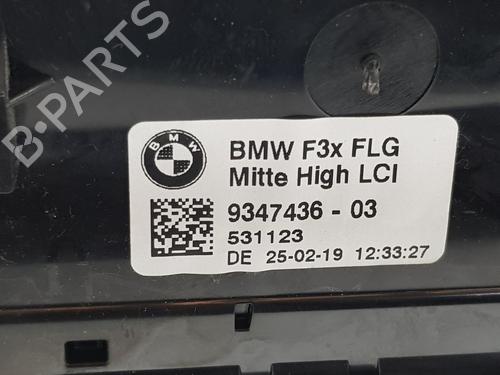 BMW
BMW F3x FLG
Mitte High LCI
9347436 - 03
531123
DE 25-02-19 12:33:27
B-PARTS